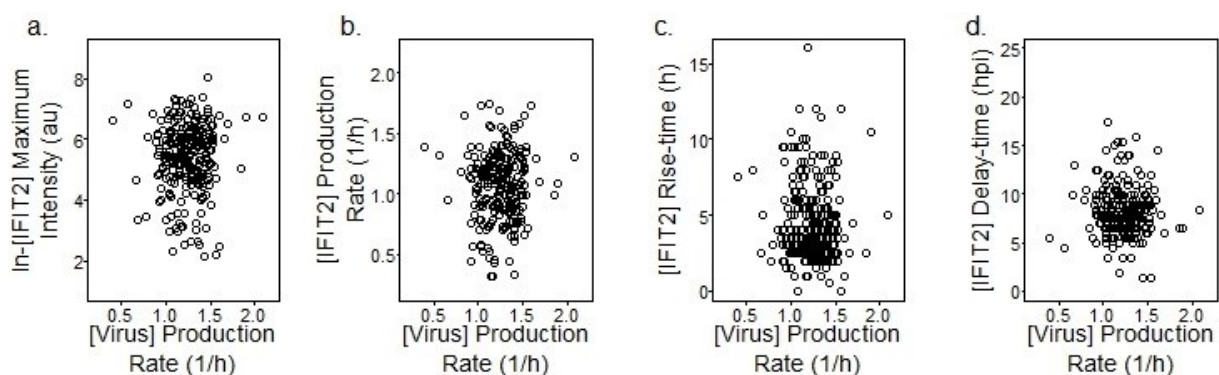 a.
ln-[IFIT2] Maximum
Intensity (au)
8
6
4
2
0.5 1.0 1.5 2.0
[Virus] Production
Rate (1/h)
b.
[IFIT2] Production
Rate (1/h)
2.0
1.5
1.0
0.5
0.5 1.0 1.5 2.0
[Virus] Production
Rate (1/h)
c.
[IFIT2] Rise-time (h)
15
10
5
0
0.5 1.0 1.5 2.0
[Virus] Production
Rate (1/h)
d.
[IFIT2] Delay-time (hpi)
25
20
15
10
5
0
0.5 1.0 1.5 2.0
[Virus] Production
Rate (1/h)